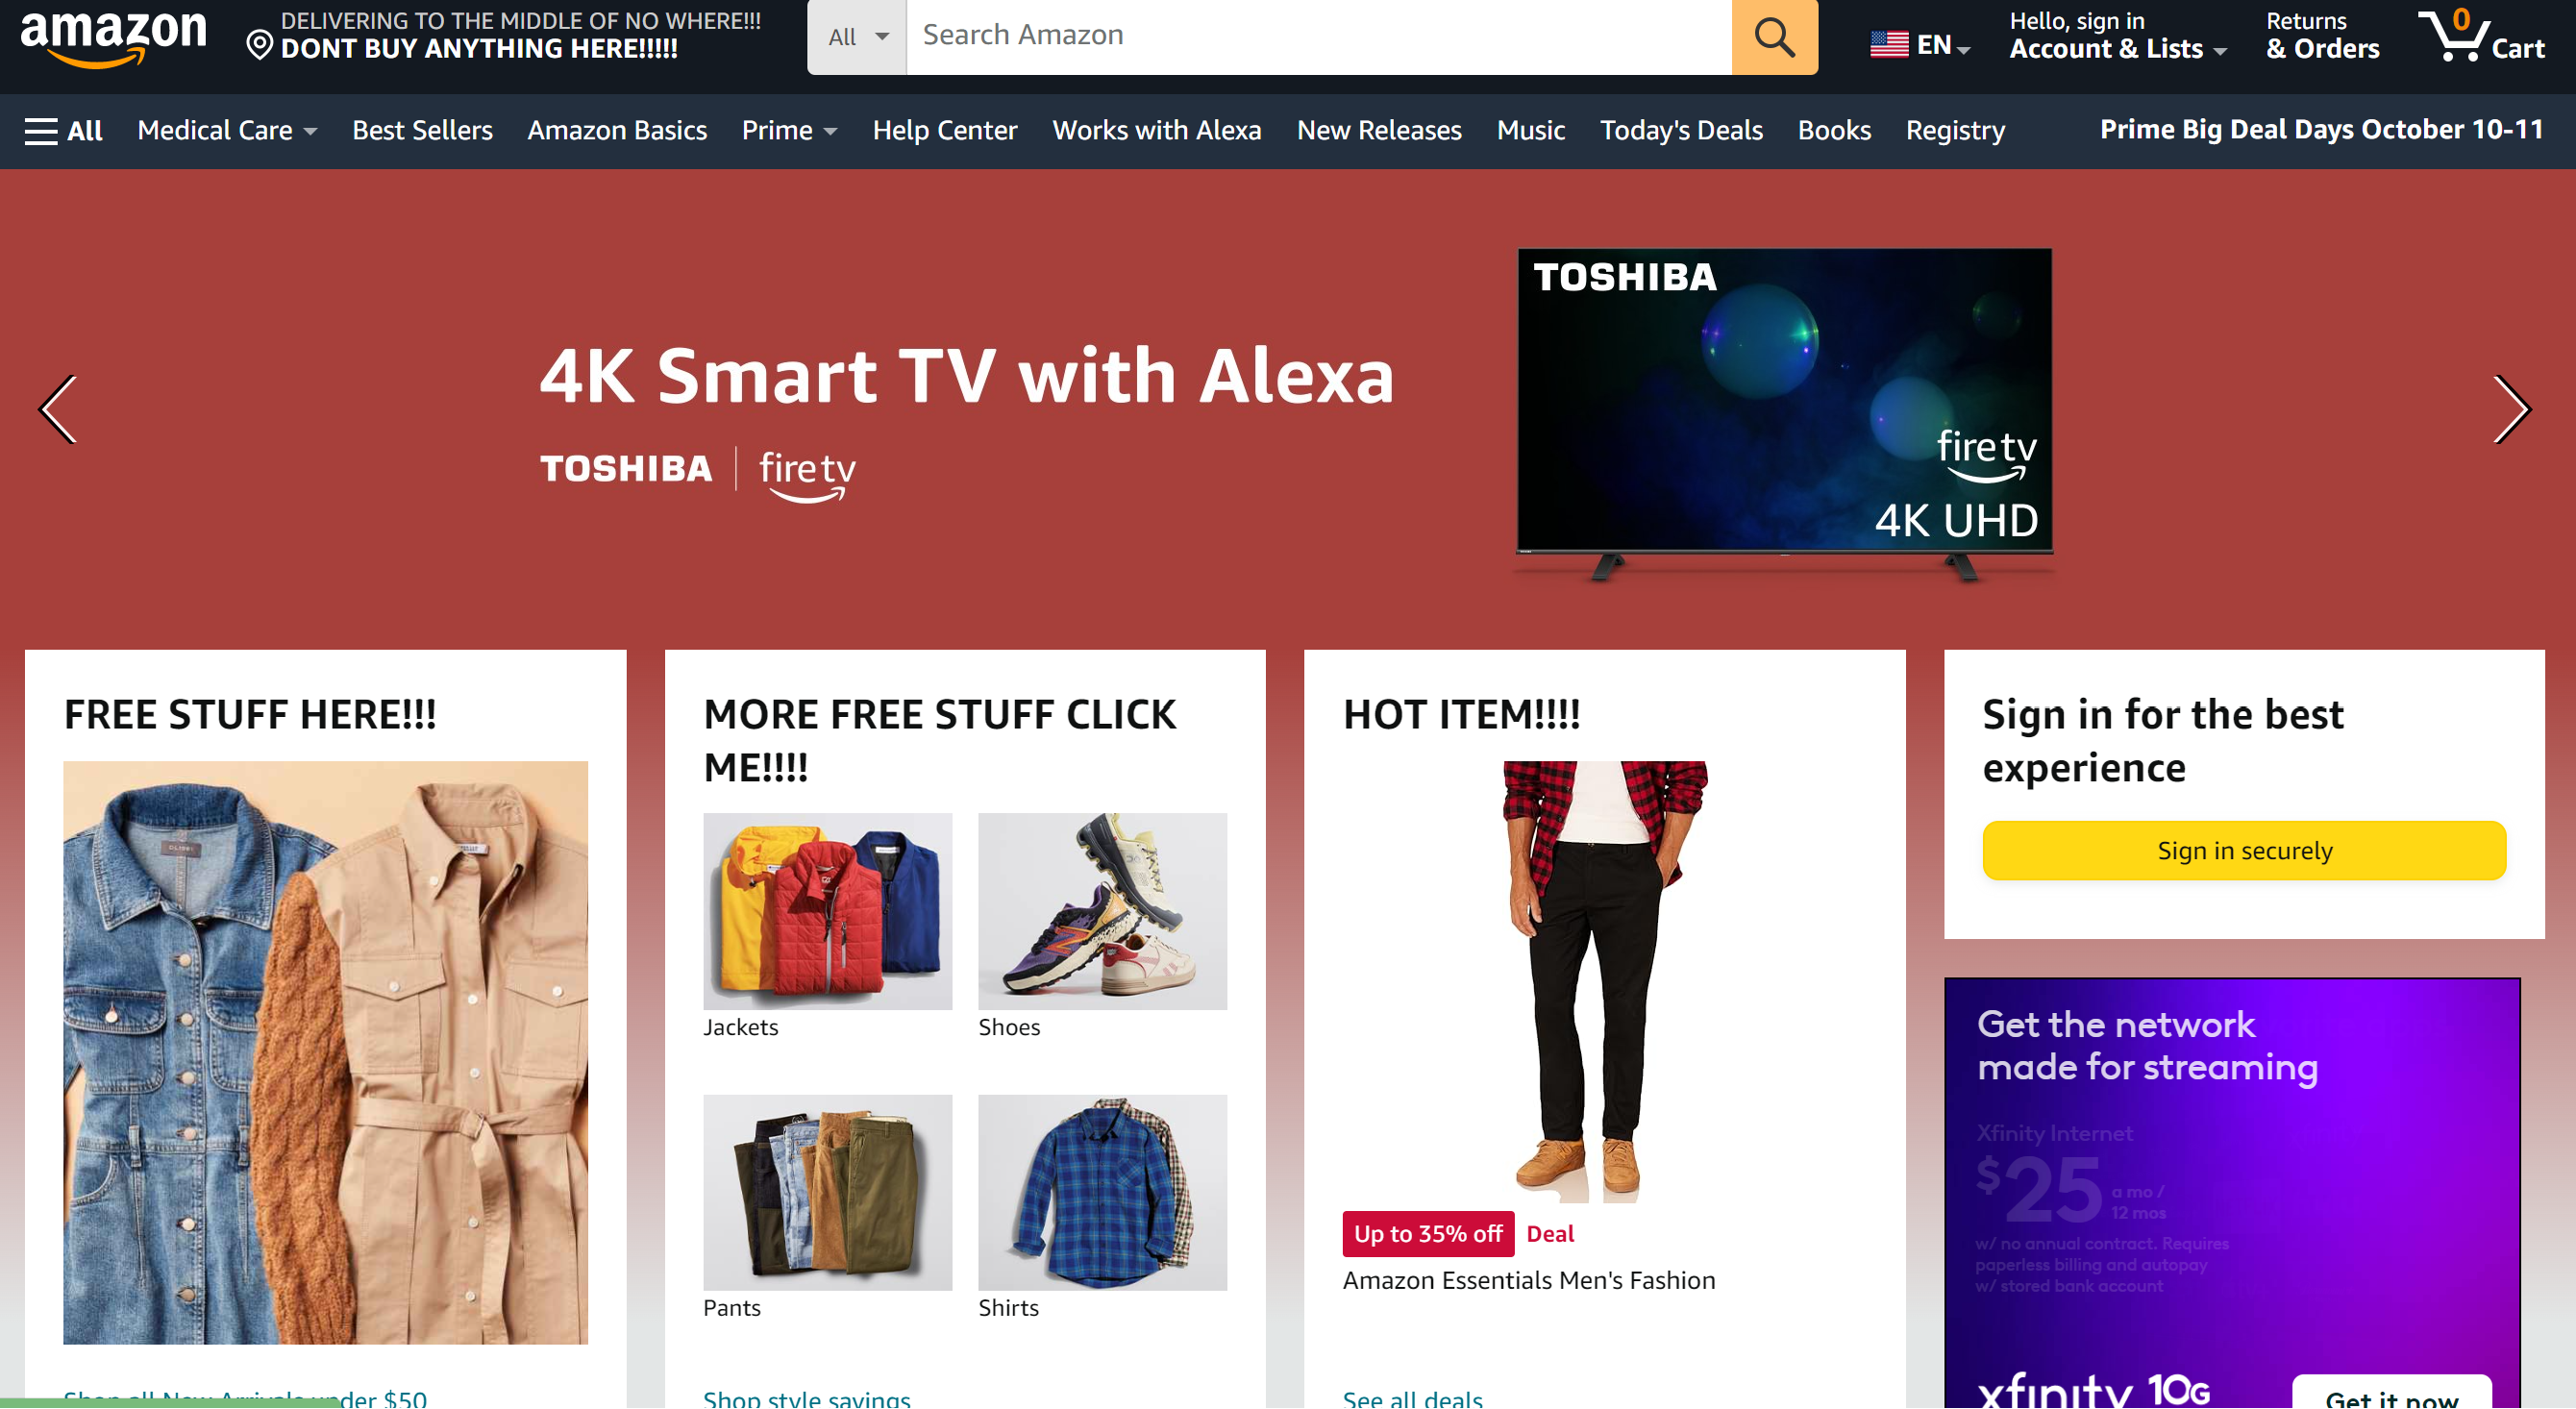 amazon
DELIVERING TO THE MIDDLE OF NO WHERE!!!
DONT BUY ANYTHING HERE!!!!!
All
Search Amazon
EN
Hello, sign in
Account & Lists
Returns
& Orders
0
Cart
All
Medical Care
Best Sellers
Amazon Basics
Prime
Help Center
Works with Alexa
New Releases
Music
Today's Deals
Books
Registry
Prime Big Deal Days October 10-11
4K Smart TV with Alexa
TOSHIBA
fire tv
TOSHIBA
fire tv
4K UHD
FREE STUFF HERE!!!
Shop all New Arrivals under $50
MORE FREE STUFF CLICK
ME!!!!
Jackets
Shoes
Pants
Shirts
Shop style savings
HOT ITEM!!!!
Up to 35% off
Deal
Amazon Essentials Men's Fashion
See all deals
Sign in for the best
experience
Sign in securely
Get the network
made for streaming
Xfinity Internet
$25
a mo /
12 mos
w/ no annual contract. Requires
paperless billing and autopay
w/ stored bank account
xfinity 10G
Get it now